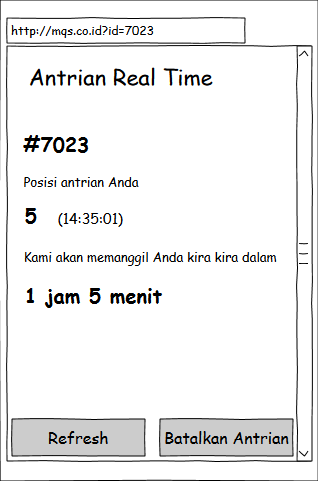 http://mqs.co.id?id=7023
Antrian Real Time
#7023
Posisi antrian Anda
5 (14:35:01)
Kami akan memanggil Anda kira kira dalam
1 jam 5 menit
Refresh
Batalkan Antrian